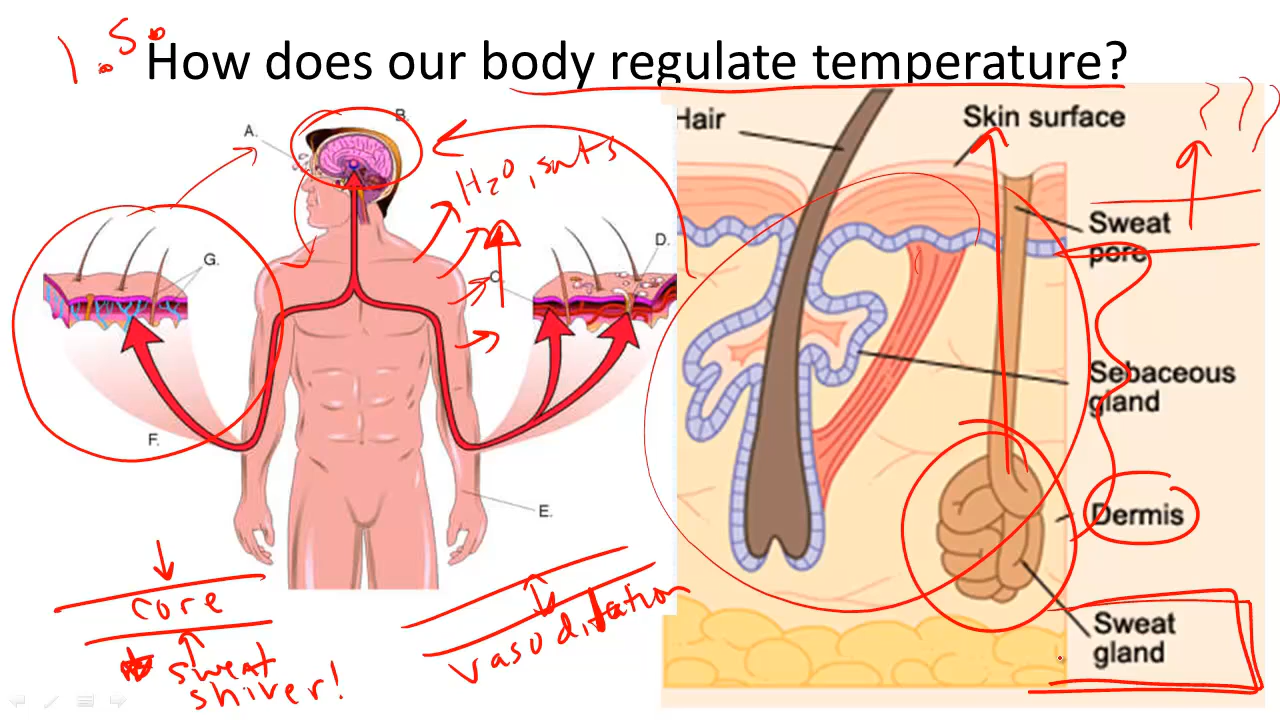 1.5.
How does our body regulate temperature?
A.
B.
Hair
Skin surface
H2O, salts
G.
D.
C.
Sweat
pore
Sebaceous
gland
F.
E.
Dermis
core
sweat
shiver!
vasodilation
Sweat
gland